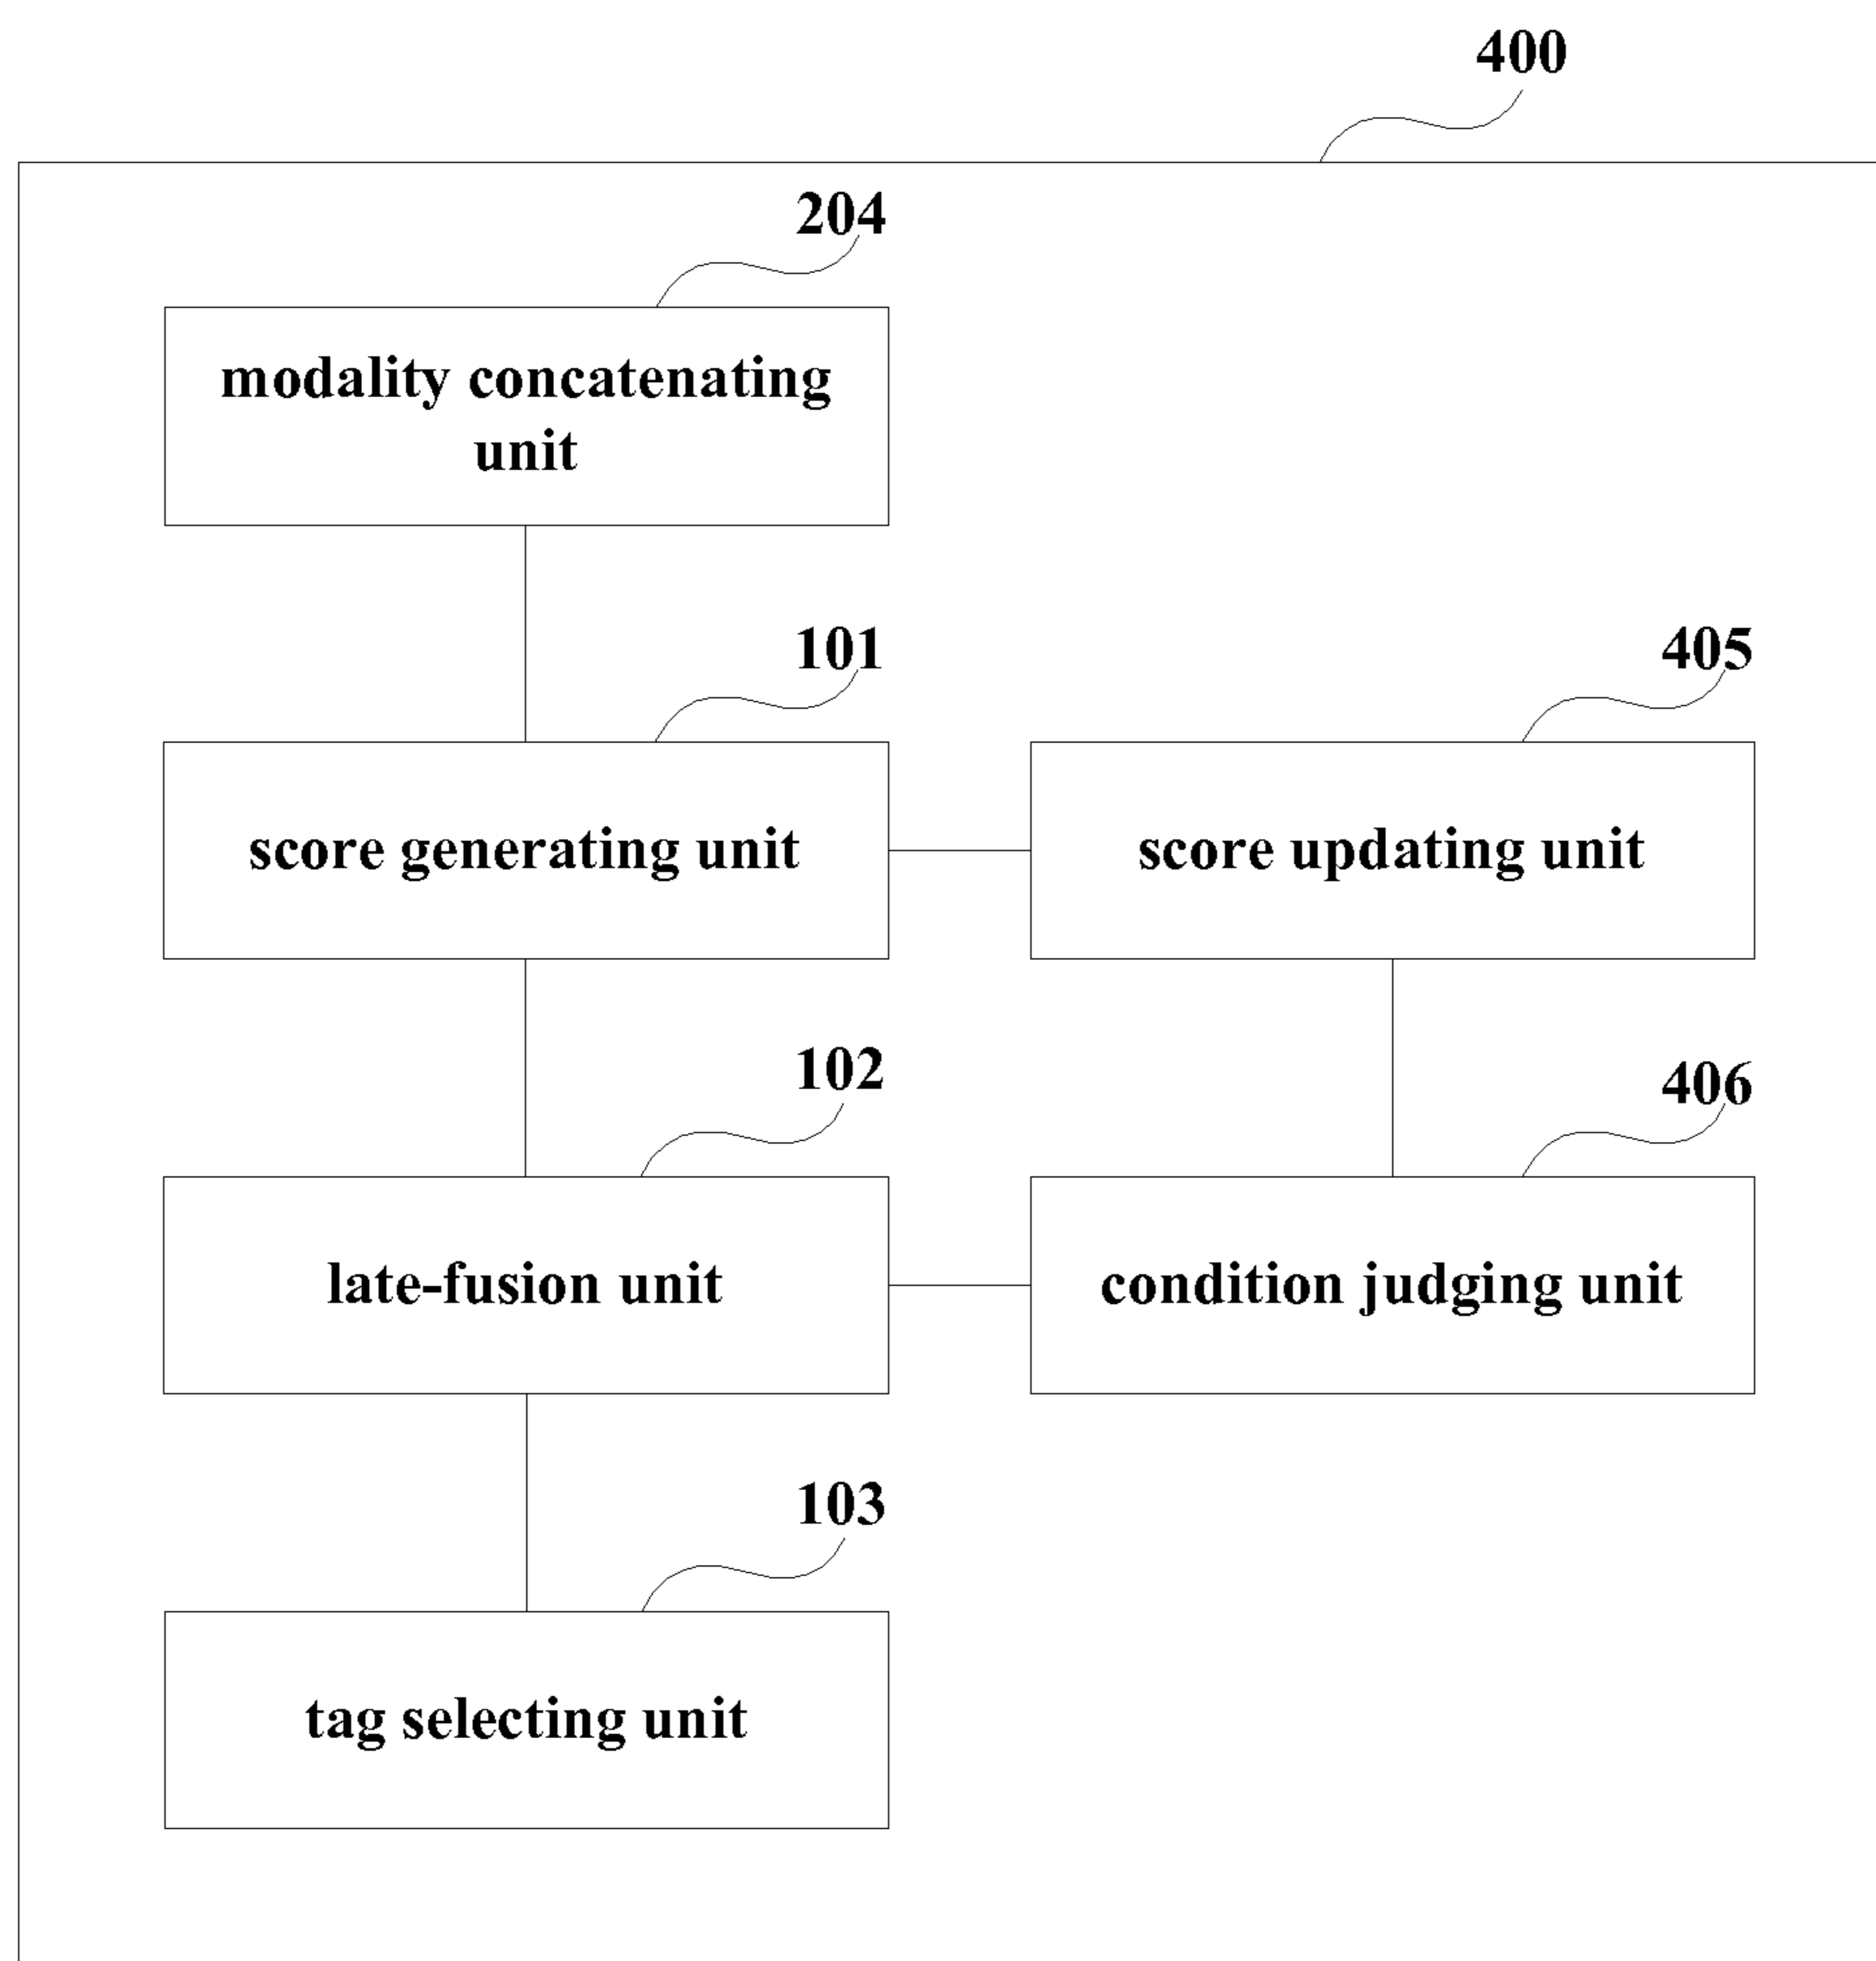 400
204
modality concatenating
unit
101
405
score generating unit
score updating unit
102
406
late-fusion unit
condition judging unit
103
tag selecting unit